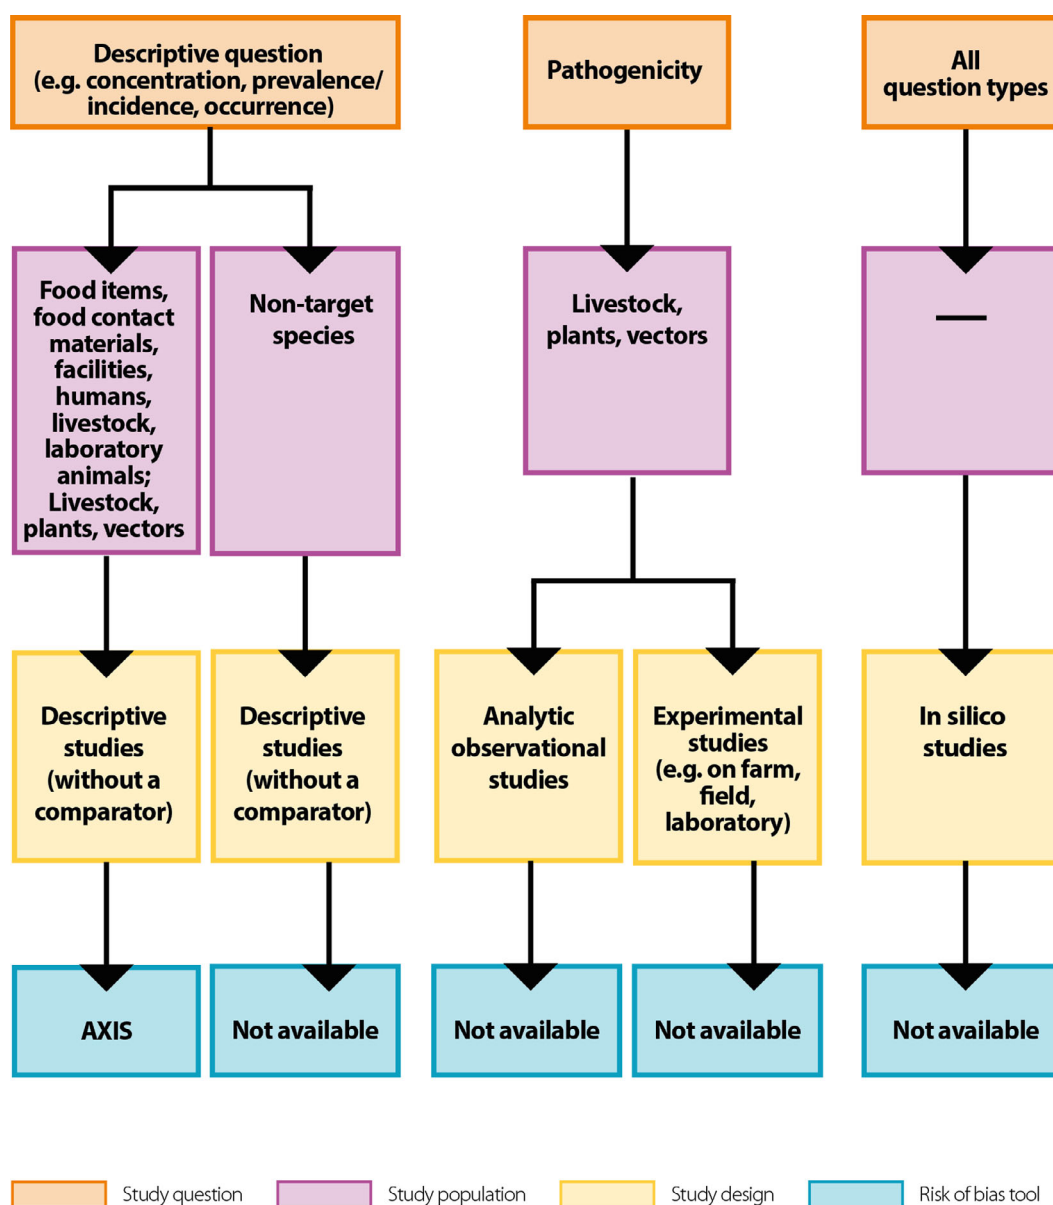 Descriptive question
(e.g. concentration, prevalence/
incidence, occurrence)
Pathogenicity
All
question types
Food items,
food contact
materials,
facilities,
humans,
livestock,
laboratory
animals;
Livestock,
plants, vectors
Non-target
species
Livestock,
plants, vectors
—
Descriptive
studies
(without a
comparator)
Descriptive
studies
(without a
comparator)
Analytic
observational
studies
Experimental
studies
(e.g. on farm,
field,
laboratory)
In silico
studies
AXIS
Not available
Not available
Not available
Not available
Study question
Study population
Study design
Risk of bias tool